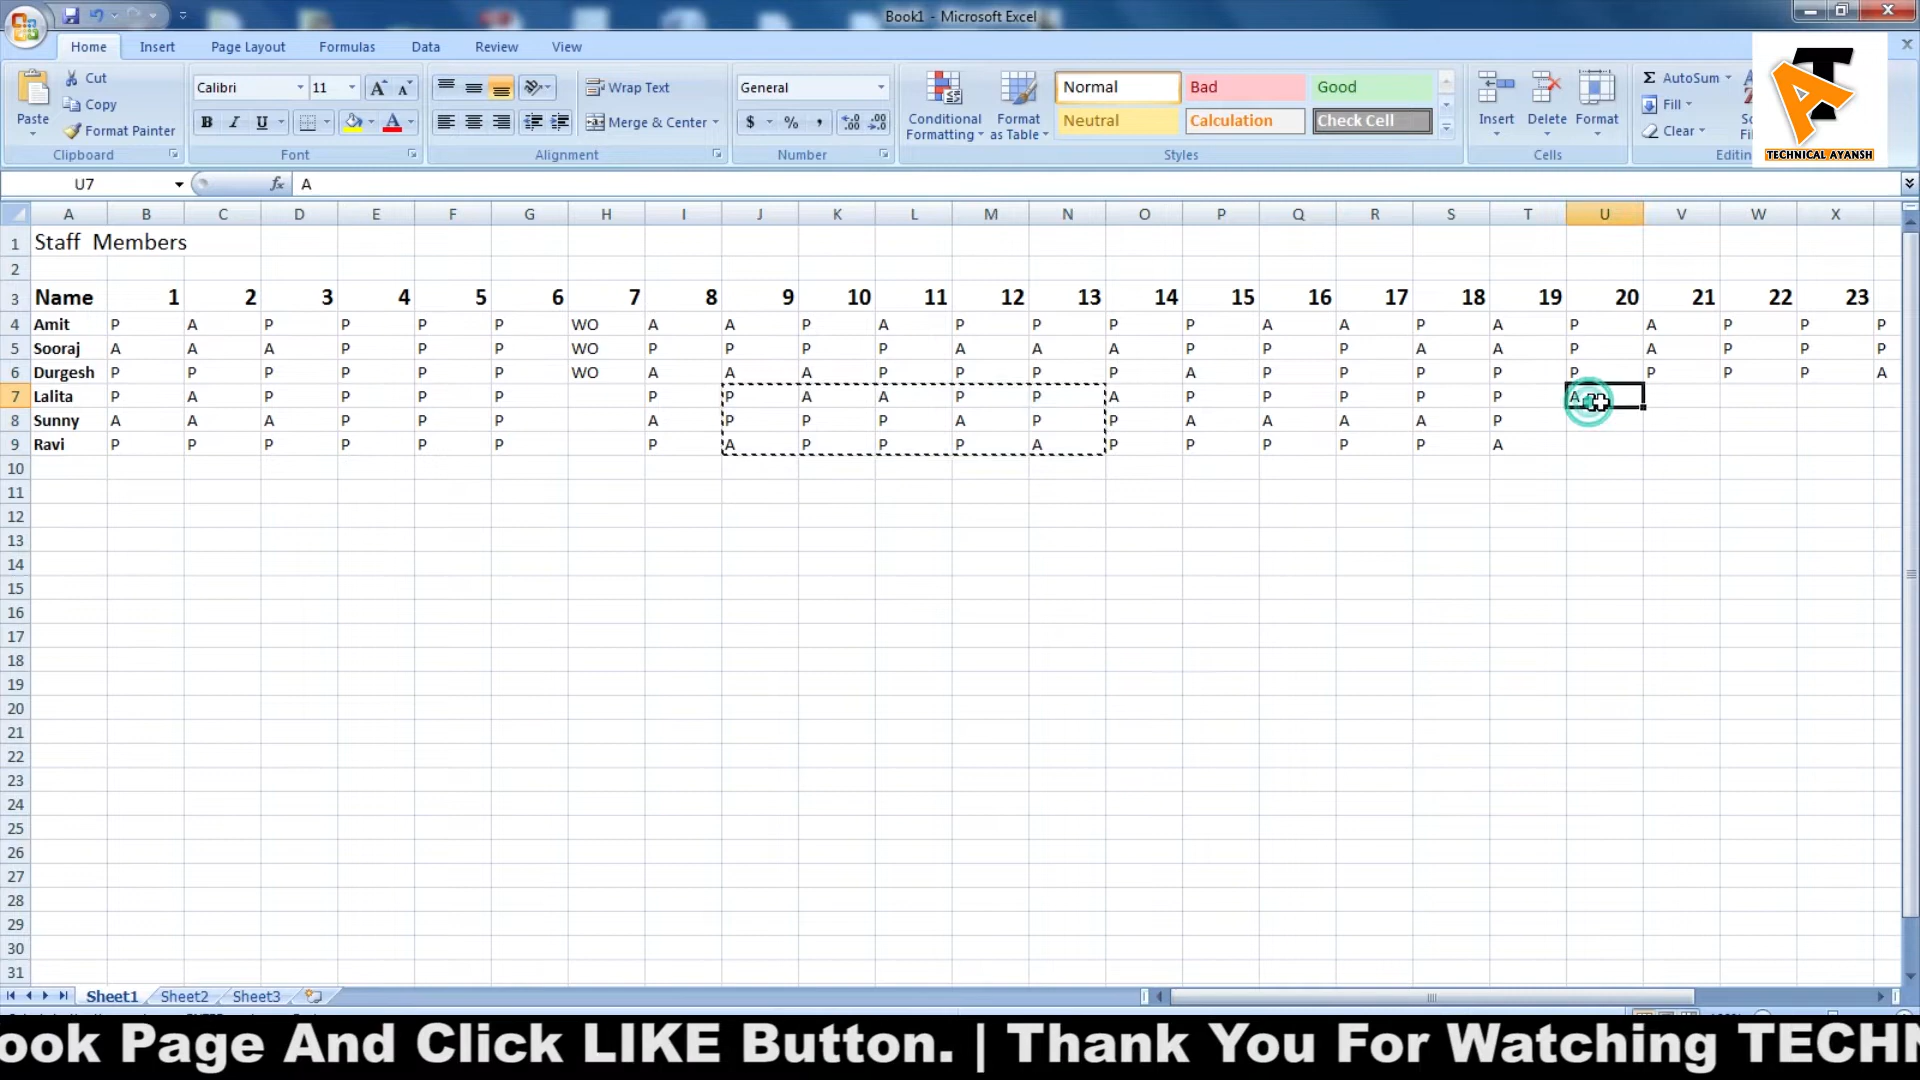 Book1 - Microsoft Excel
Home Insert Page Layout Formulas Data Review View
Paste Cut Copy Format Painter Clipboard
Calibri 11 B I U Font
Wrap Text Merge & Center Alignment
General $ % , Number
Conditional Formatting Format as Table Normal Bad Good Neutral Calculation Check Cell Styles
Insert Delete Format Cells
Σ AutoSum Fill Clear
TECHNICAL AYANSH
U7 fx A
A B C D E F G H I J K L M N O P Q R S T U V W X
1 Staff Members
2
3 Name 1 2 3 4 5 6 7 8 9 10 11 12 13 14 15 16 17 18 19 20 21 22 23
4 Amit P A P P P P WO A A P A P P P P A A P A P A P P P
5 Sooraj A A A P P P WO P P P P A A A P P P A A P A P P P
6 Durgesh P P P P P P WO A A A P P P P A P P P P P P P P A
7 Lalita P P P P P P P P A A P P A P P P P P A
8 Sunny A A A P P P A P P P A P P A A A A P
9 Ravi P P P P P P P A P P P A P P P P P A
10
11
12
13
14
15
16
17
18
19
20
21
22
23
24
25
26
27
28
29
30
31
Sheet1 Sheet2 Sheet3
ook Page And Click LIKE Button. | Thank You For Watching TECHN